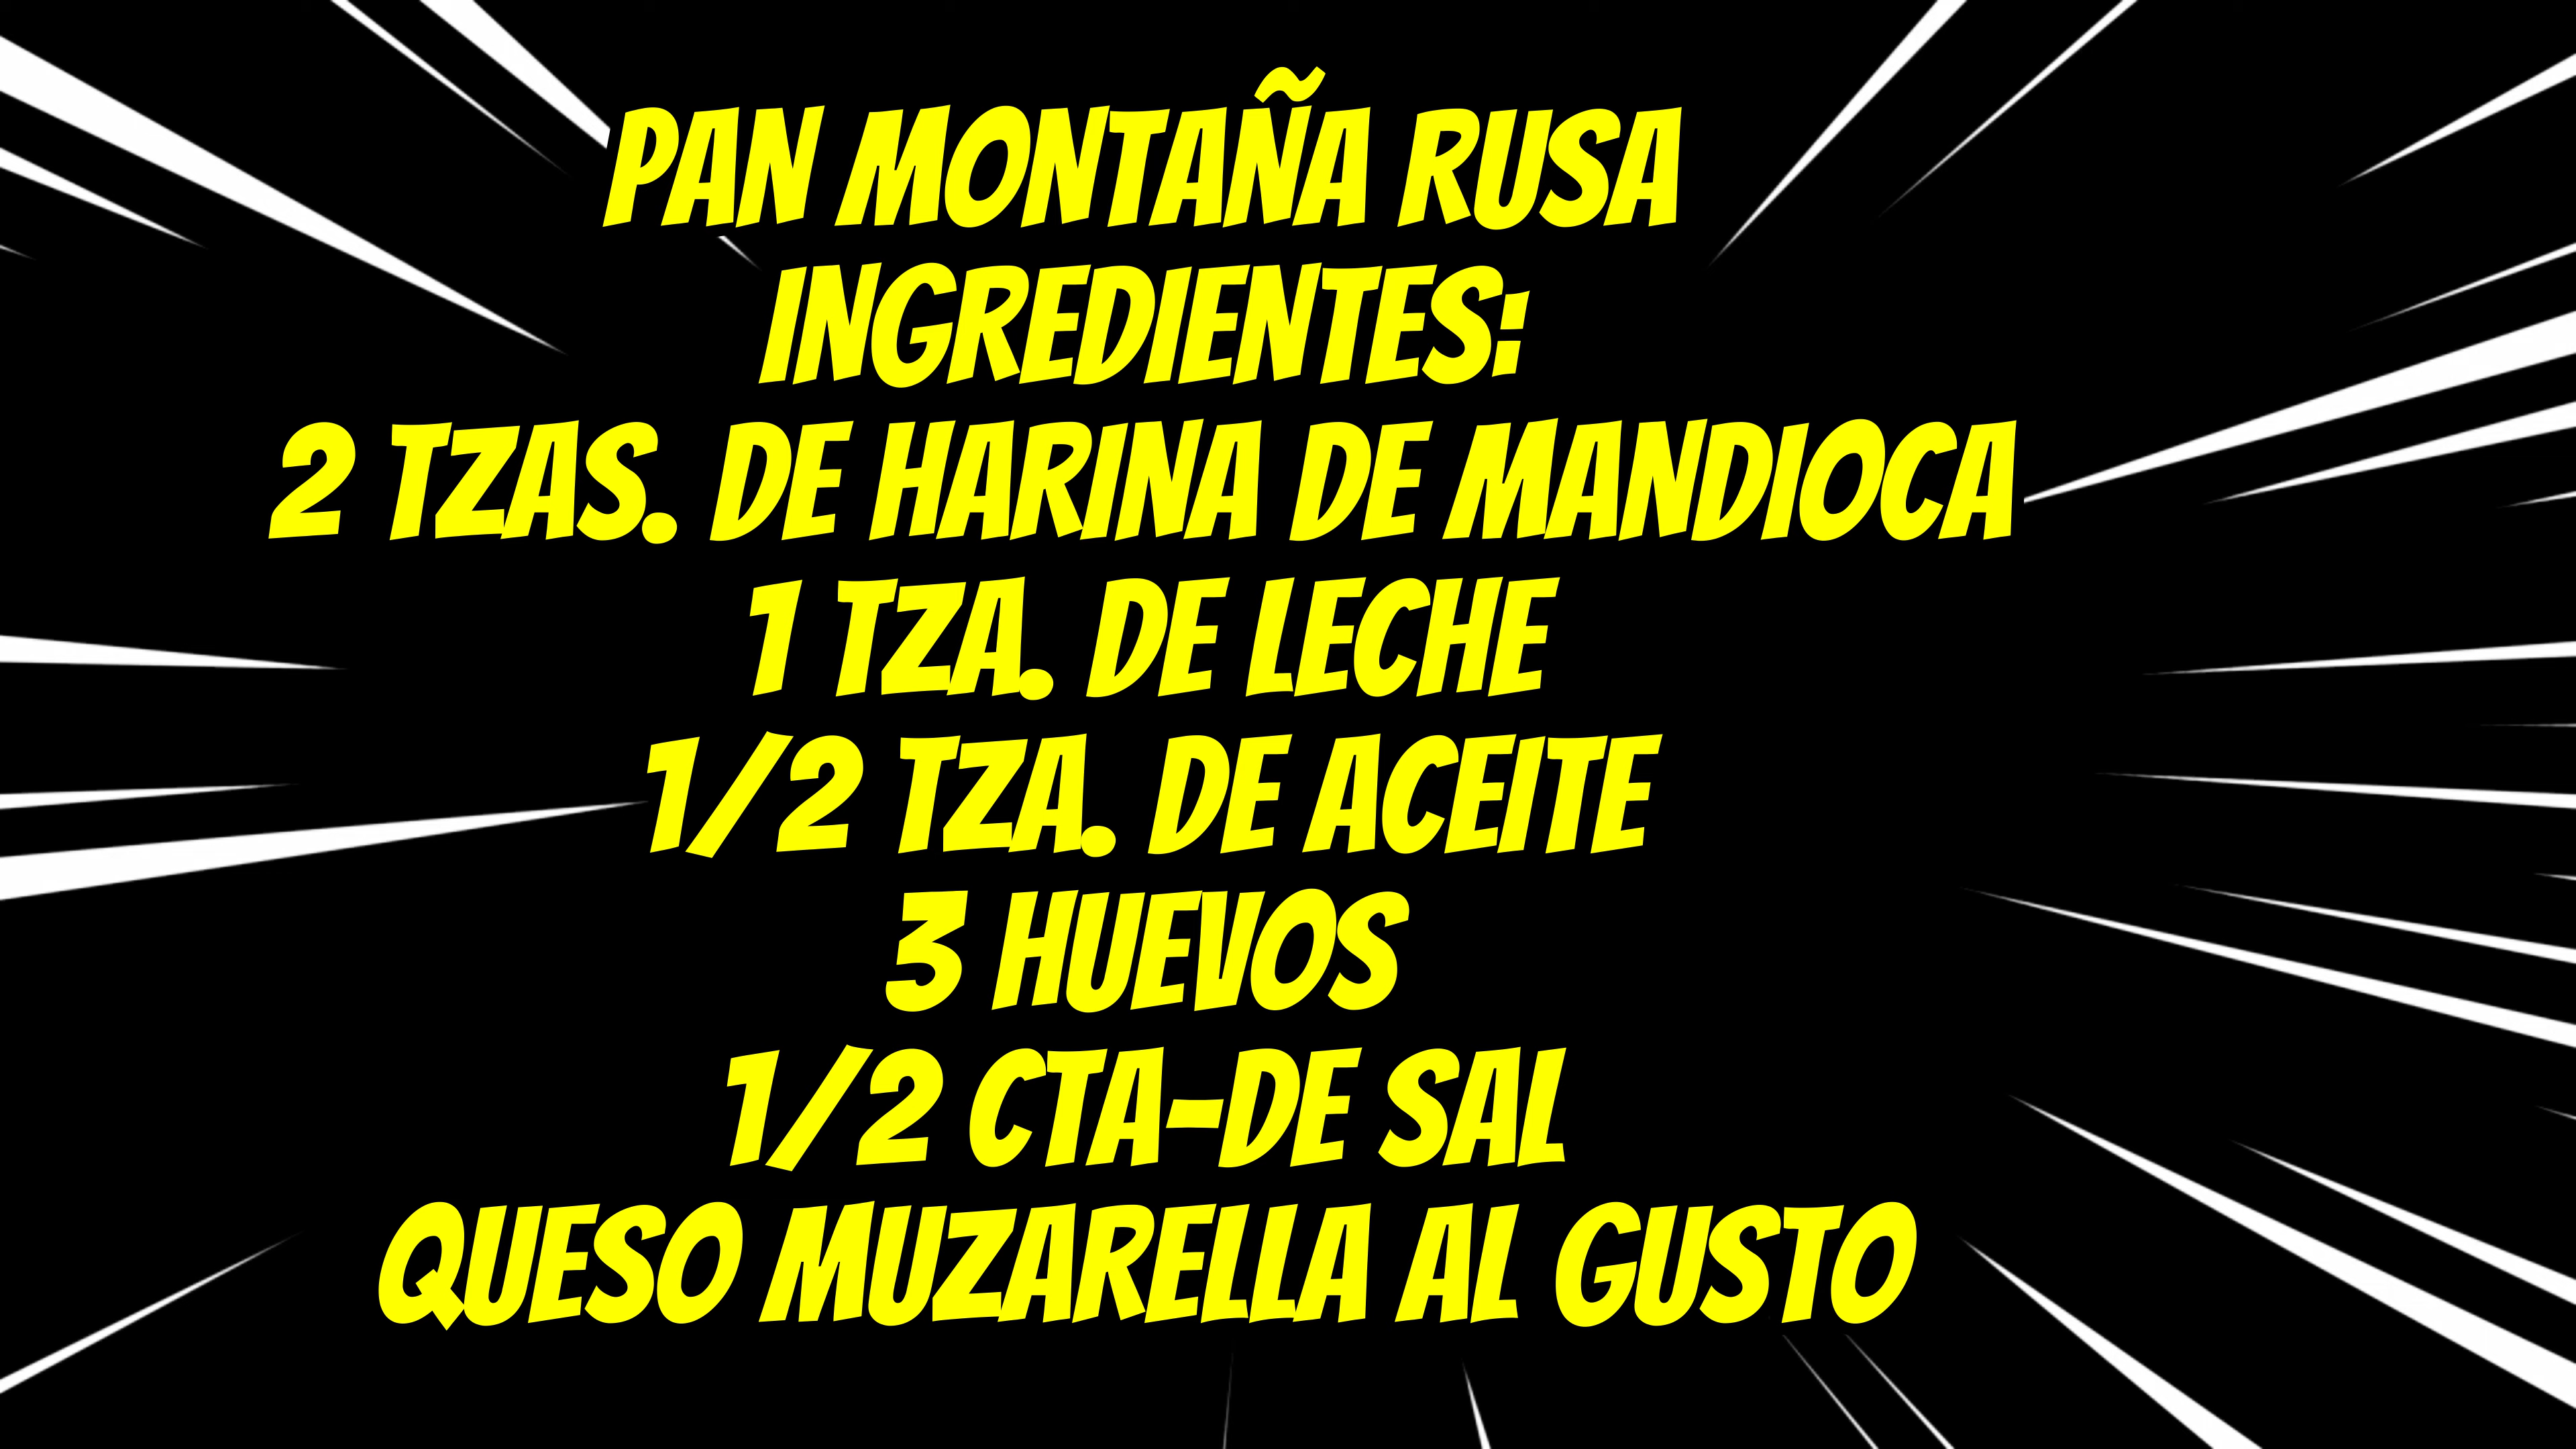 PAN MONTAÑA RUSA
INGREDIENTES:
2 TZAS. DE HARINA DE MANDIOCA
1 TZA. DE LECHE
1/2 TZA. DE ACEITE
3 HUEVOS
1/2 CTA-DE SAL
QUESO MUZARELLA AL GUSTO